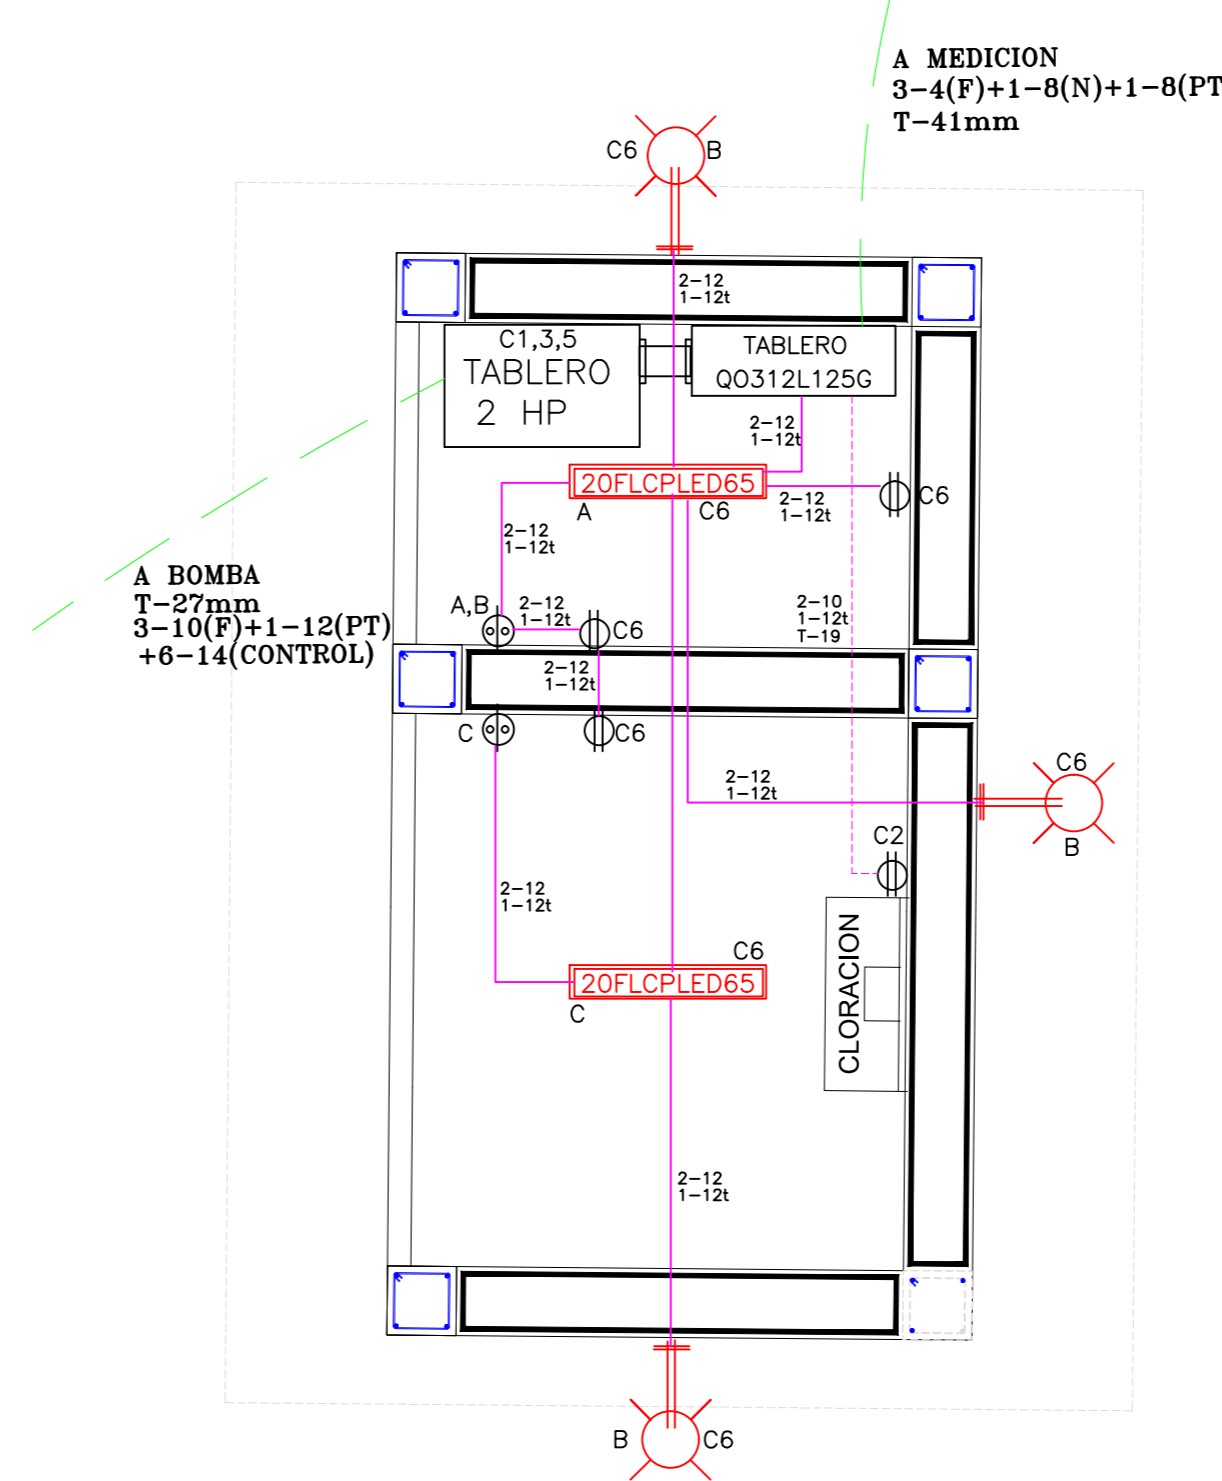 A MEDICION
3-4(F)+1-8(N)+1-8(PT
T-41mm
C6
B
2-12
1-12t
C1,3,5
TABLERO
2 HP
TABLERO
QO312L125G
2-12
1-12t
20FLCPLED65
A
C6
2-12
1-12t
C6
2-12
1-12t
A BOMBA
T-27mm
3-10(F)+1-12(PT)
+6-14(CONTROL)
A,B
2-12
1-12t
C6
2-10
1-12t
T-19
2-12
1-12t
C
C6
2-12
1-12t
C6
B
C2
2-12
1-12t
CLORACION
C6
20FLCPLED65
C
2-12
1-12t
B
C6